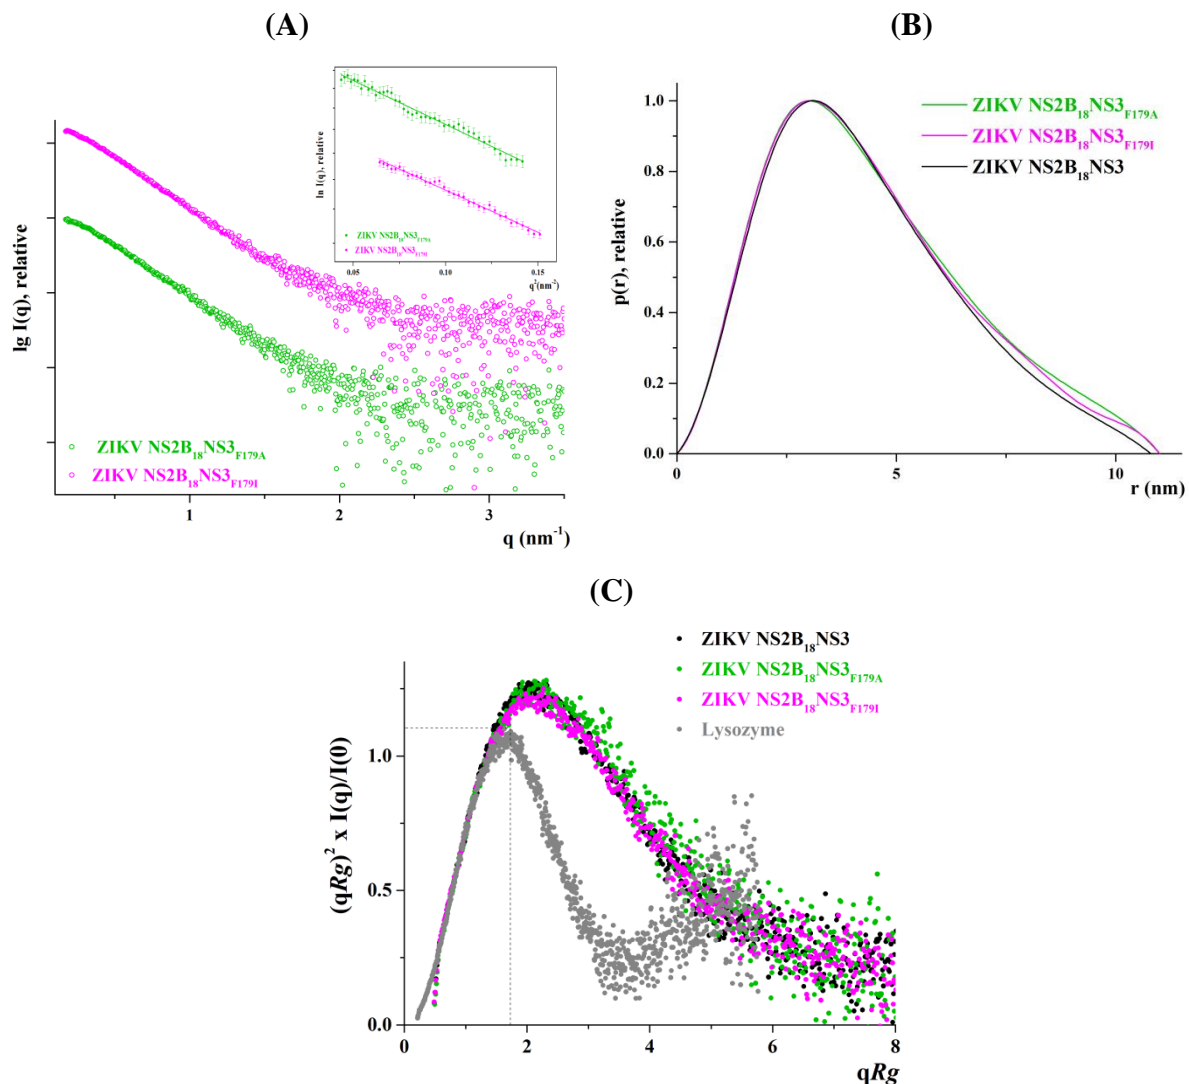 (A)
lg I(q), relative
ln I(q), relative
ZIKV NS2B18NS3F179A
ZIKV NS2B18NS3F179I
0.05 0.10 0.15
q2(nm-2)
ZIKV NS2B18NS3F179A
ZIKV NS2B18NS3F179I
1 2 3
q (nm-1)
(B)
p(r), relative
1.0
0.8
0.6
0.4
0.2
0.0
ZIKV NS2B18NS3F179A
ZIKV NS2B18NS3F179I
ZIKV NS2B18NS3
0 5 10
r (nm)
(C)
ZIKV NS2B18NS3
ZIKV NS2B18NS3F179A
ZIKV NS2B18NS3F179I
Lysozyme
(qRg)2 x I(q)/I(0)
1.0
0.5
0.0
0 2 4 6 8
qRg